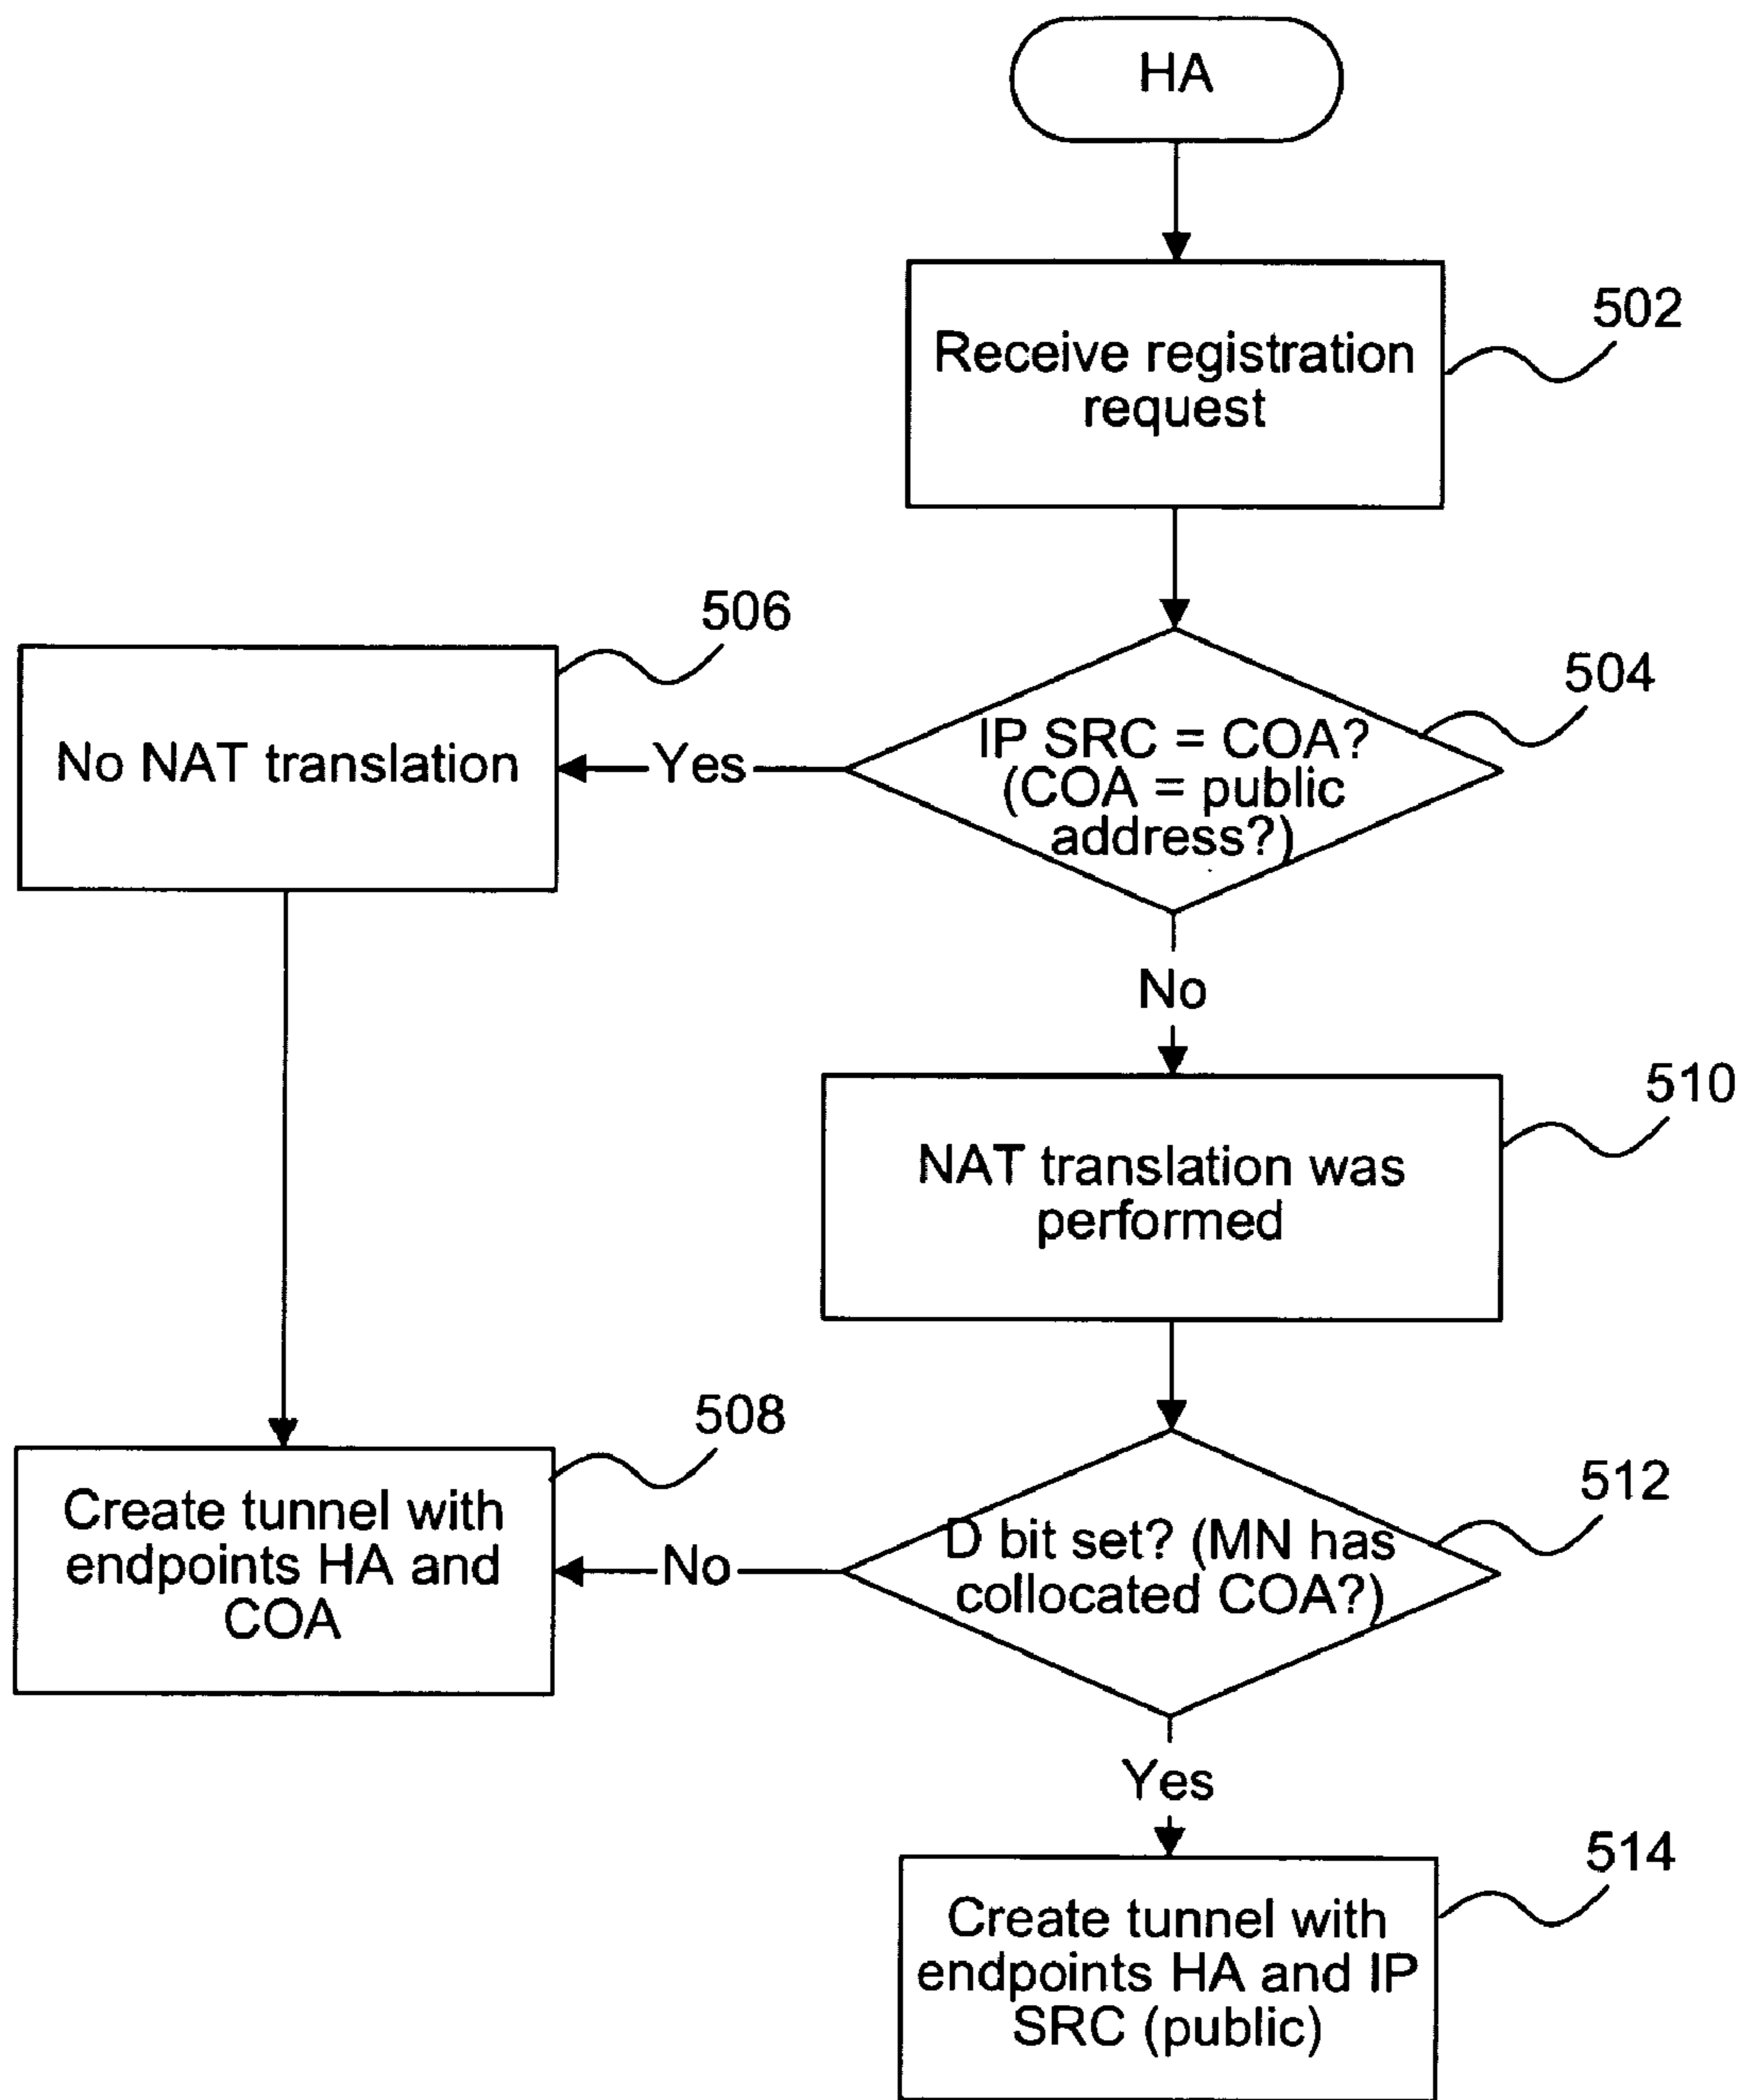 HA
502
Receive registration
request
506
504
No NAT translation
Yes
IP SRC = COA?
(COA = public
address?)
No
510
NAT translation was
performed
508
512
Create tunnel with
endpoints HA and
COA
No
D bit set? (MN has
collocated COA?)
Yes
514
Create tunnel with
endpoints HA and IP
SRC (public)